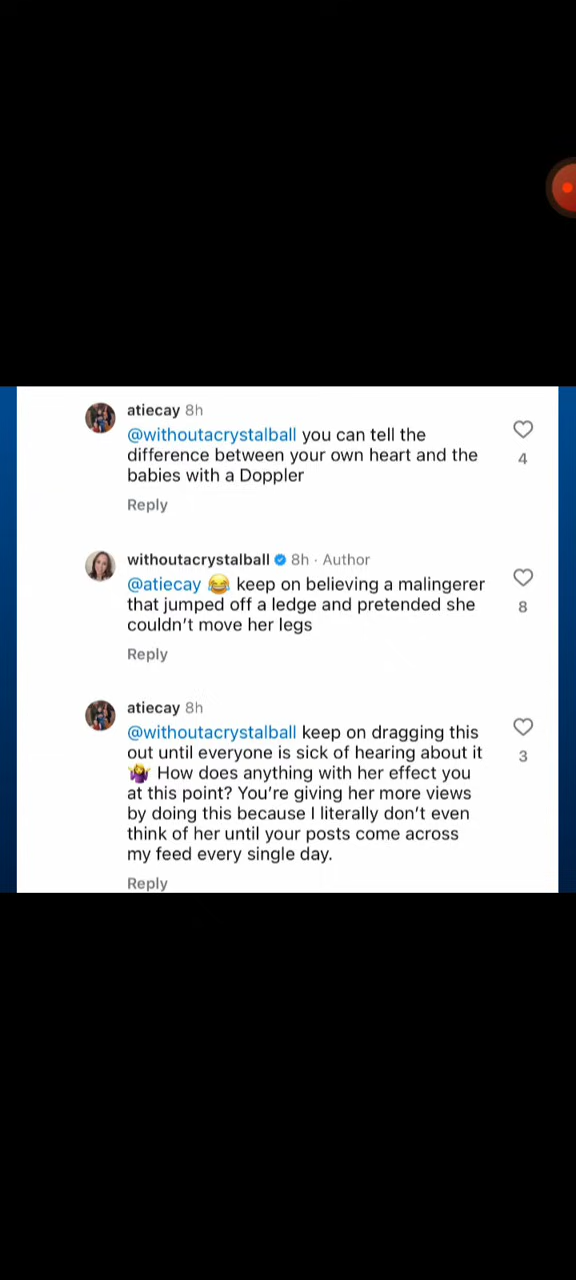 atiecay 8h
@withoutacrystalball you can tell the
difference between your own heart and the
babies with a Doppler
4
Reply
withoutacrystalball 8h · Author
@atiecay 😂 keep on believing a malingerer
that jumped off a ledge and pretended she
couldn't move her legs
8
Reply
atiecay 8h
@withoutacrystalball keep on dragging this
out until everyone is sick of hearing about it
3
🤷‍♀️ How does anything with her effect you
at this point? You're giving her more views
by doing this because I literally don't even
think of her until your posts come across
my feed every single day.
Reply